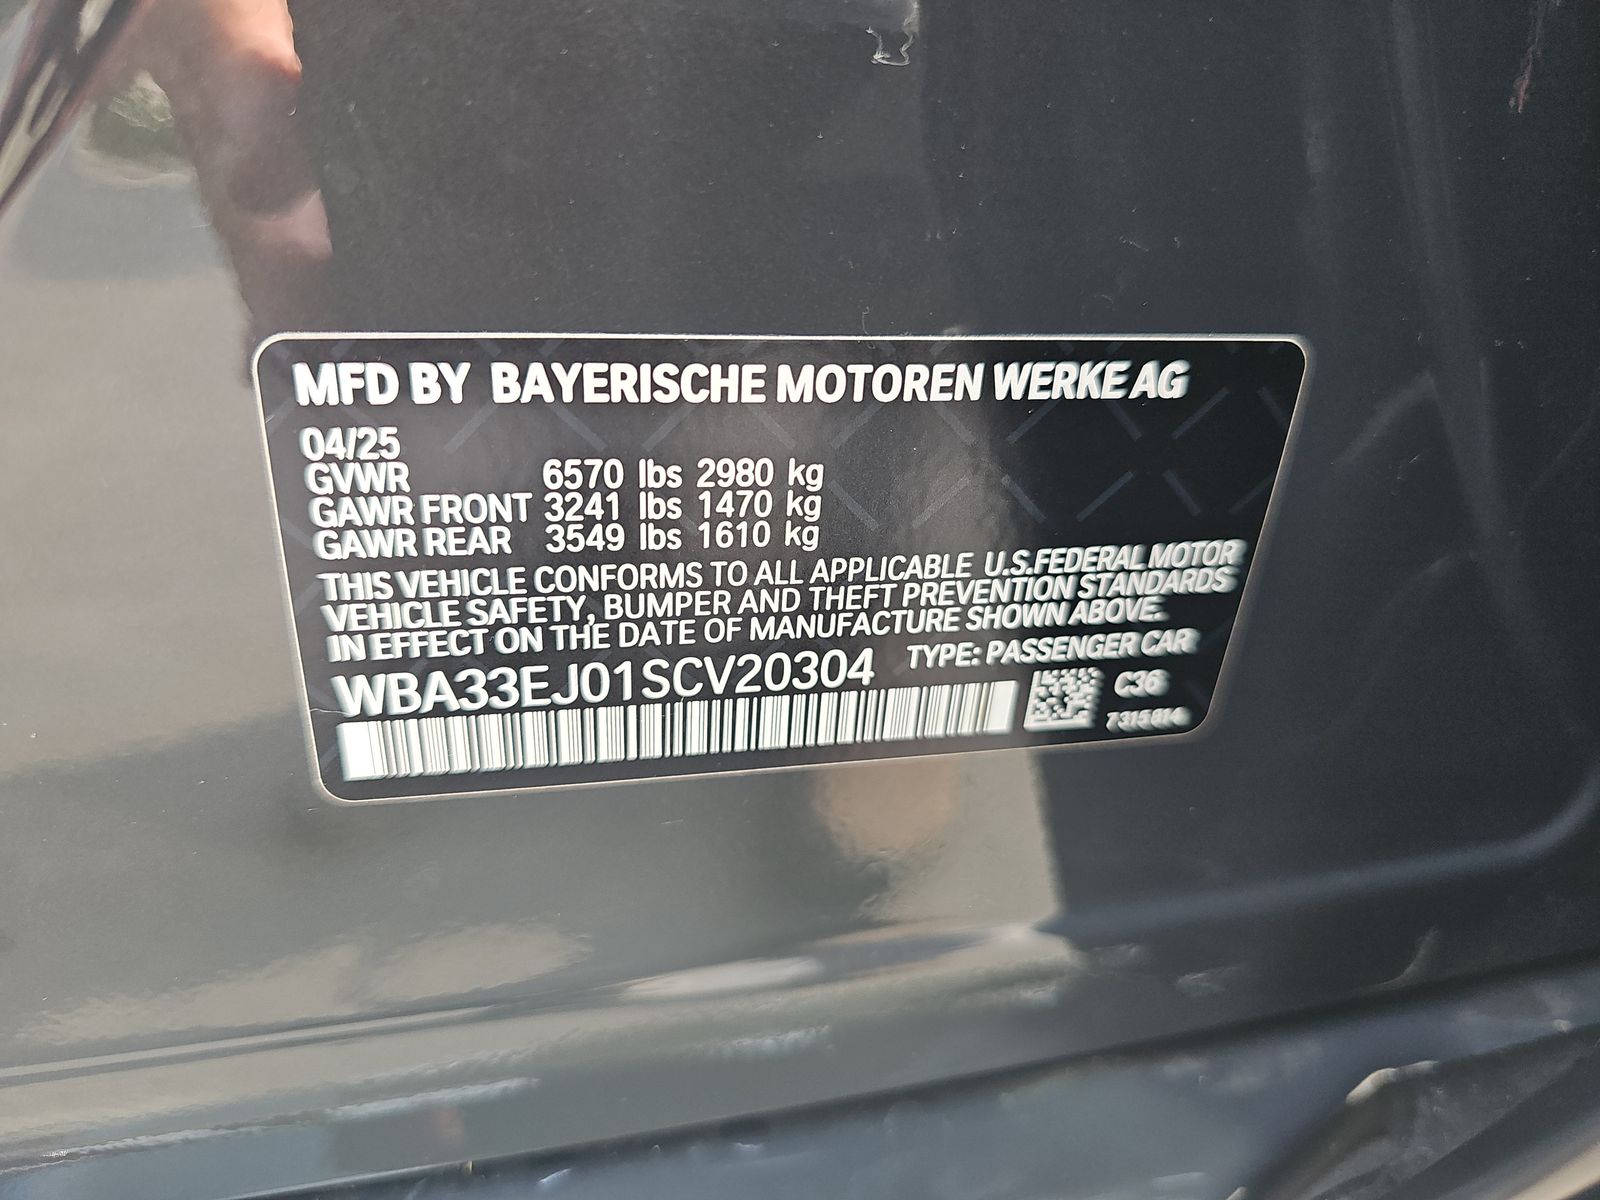 MFD BY BAYERISCHE MOTOREN WERKE AG
04/25
GVWR 6570 lbs 2980 kg
GAWR FRONT 3241 lbs 1470 kg
GAWR REAR 3549 lbs 1610 kg
THIS VEHICLE CONFORMS TO ALL APPLICABLE U.S.FEDERAL MOTOR
VEHICLE SAFETY, BUMPER AND THEFT PREVENTION STANDARDS
IN EFFECT ON THE DATE OF MANUFACTURE SHOWN ABOVE.
WBA33EJ01SCV20304 TYPE: PASSENGER CAR
C36
7315814